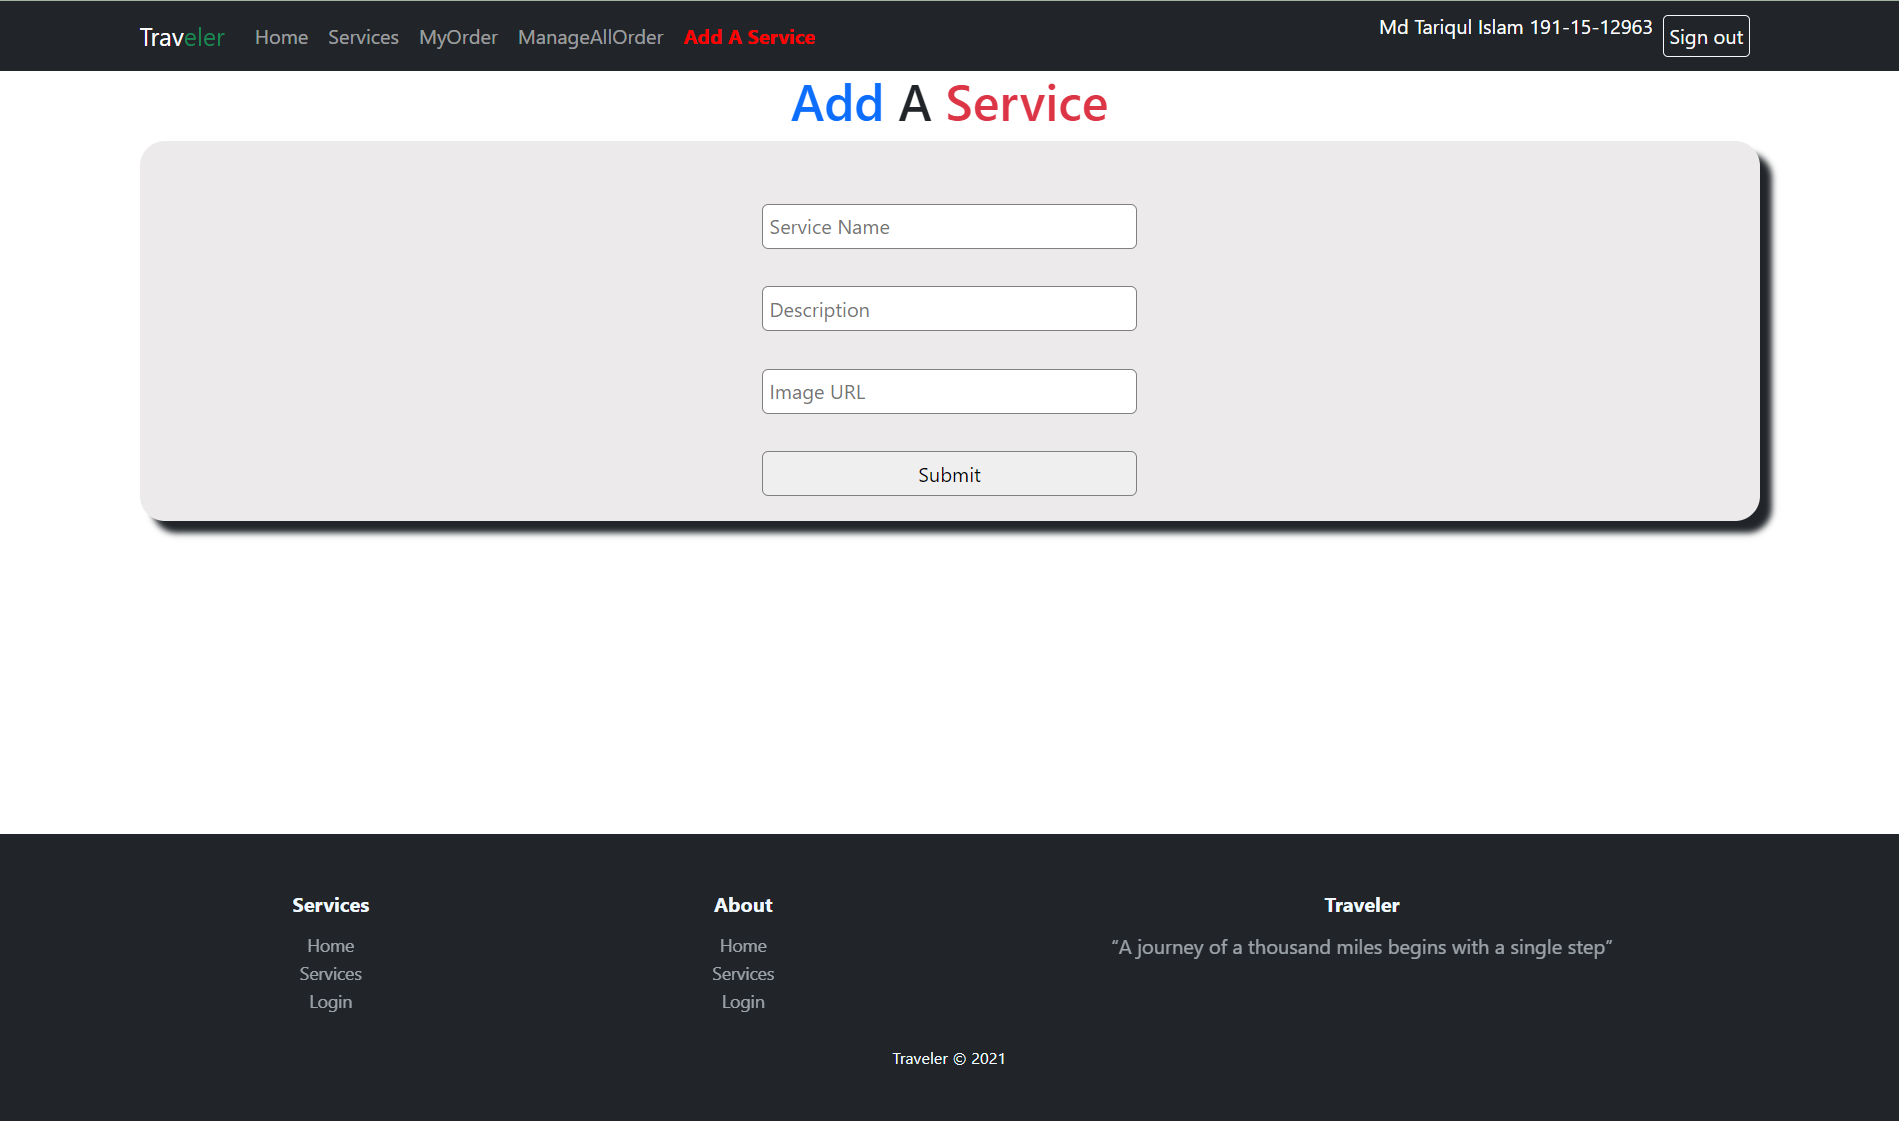 Traveler Home Services MyOrder ManageAllOrder Add A Service Md Tariqul Islam 191-15-12963 Sign out
Add A Service
Service Name
Description
Image URL
Submit
Services
Home
Services
Login
About
Home
Services
Login
Traveler
“A journey of a thousand miles begins with a single step”
Traveler © 2021